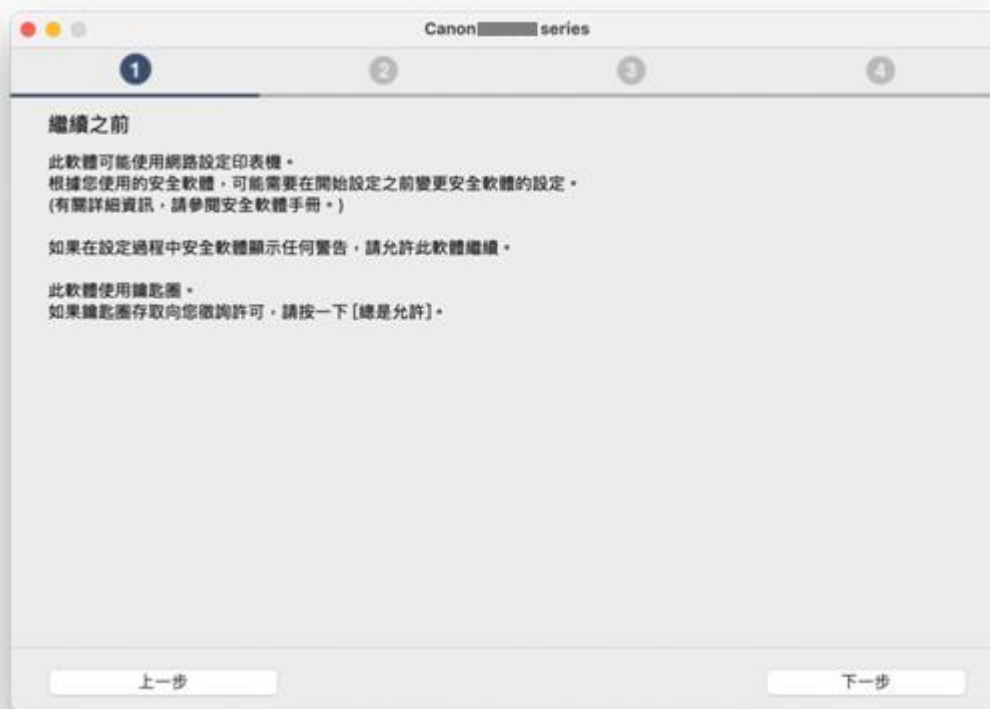 Canon series
1
2
3
4
繼續之前
此軟體可能使用網路設定印表機。
根據您使用的安全軟體，可能需要在開始設定之前變更安全軟體的設定。
(有關詳細資訊，請參閱安全軟體手冊。)
如果在設定過程中安全軟體顯示任何警告，請允許此軟體繼續。
此軟體使用鑰匙圈。
如果鑰匙圈存取向您徵詢許可，請按一下[總是允許]。
上一步
下一步